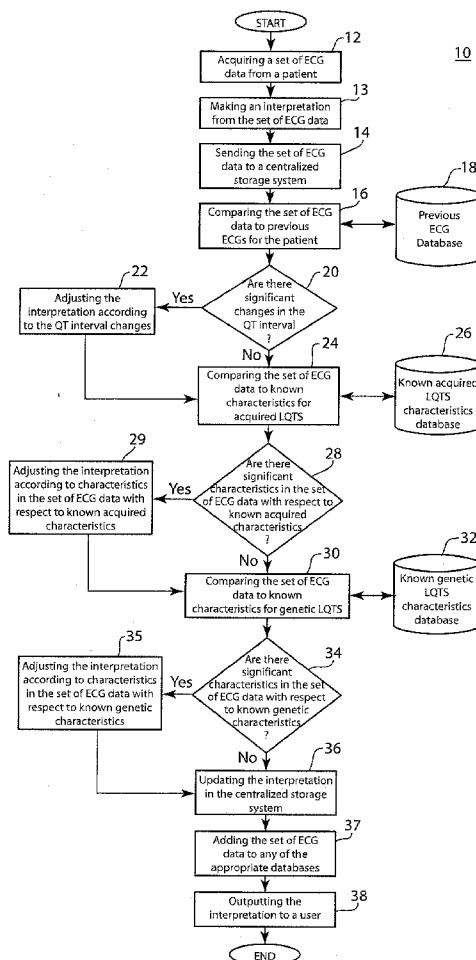 START
12
10
Acquiring a set of ECG
data from a patient
13
Making an interpretation
from the set of ECG data
14
Sending the set of ECG
data to a centralized
storage system
16
18
Comparing the set of ECG
data to previous
ECGs for the patient
Previous
ECG
Database
22
20
Adjusting the
interpretation according
to the QT interval changes
Yes
Are there
significant
changes in the
QT interval
?
No
24
26
Comparing the set of ECG
data to known
characteristics for
acquired LQTS
Known acquired
LQTS
characteristics
database
29
28
Adjusting the interpretation
according to characteristics
in the set of ECG data with
respect to known acquired
characteristics
Yes
Are there
significant
characteristics in the set
of ECG data with respect
to known acquired
characteristics
?
No
30
32
Comparing the set of ECG
data to known
characteristics for genetic LQTS
Known genetic
LQTS
characteristics
database
35
34
Adjusting the interpretation
according to characteristics
in the set of ECG data with
respect to known genetic
characteristics
Yes
Are there
significant
characteristics in the set
of ECG data with respect
to known genetic
characteristics
?
No
36
Updating the interpretation
in the centralized storage
system
37
Adding the set of ECG
data to any of the
appropriate databases
38
Outputting the
interpretation to a user
END